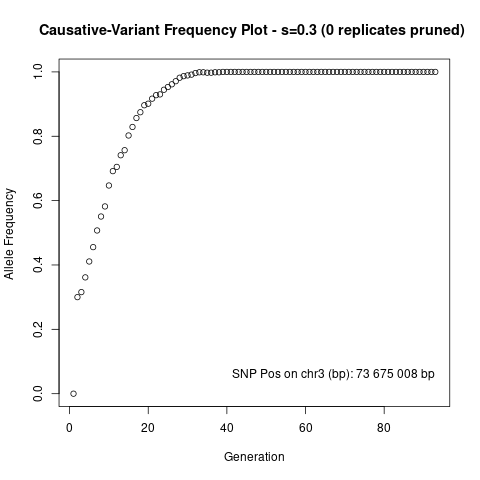 Causative-Variant Frequency Plot - s=0.3 (0 replicates pruned)
Allele Frequency
1.0
0.8
0.6
0.4
0.2
0.0
SNP Pos on chr3 (bp): 73 675 008 bp
0 20 40 60 80
Generation